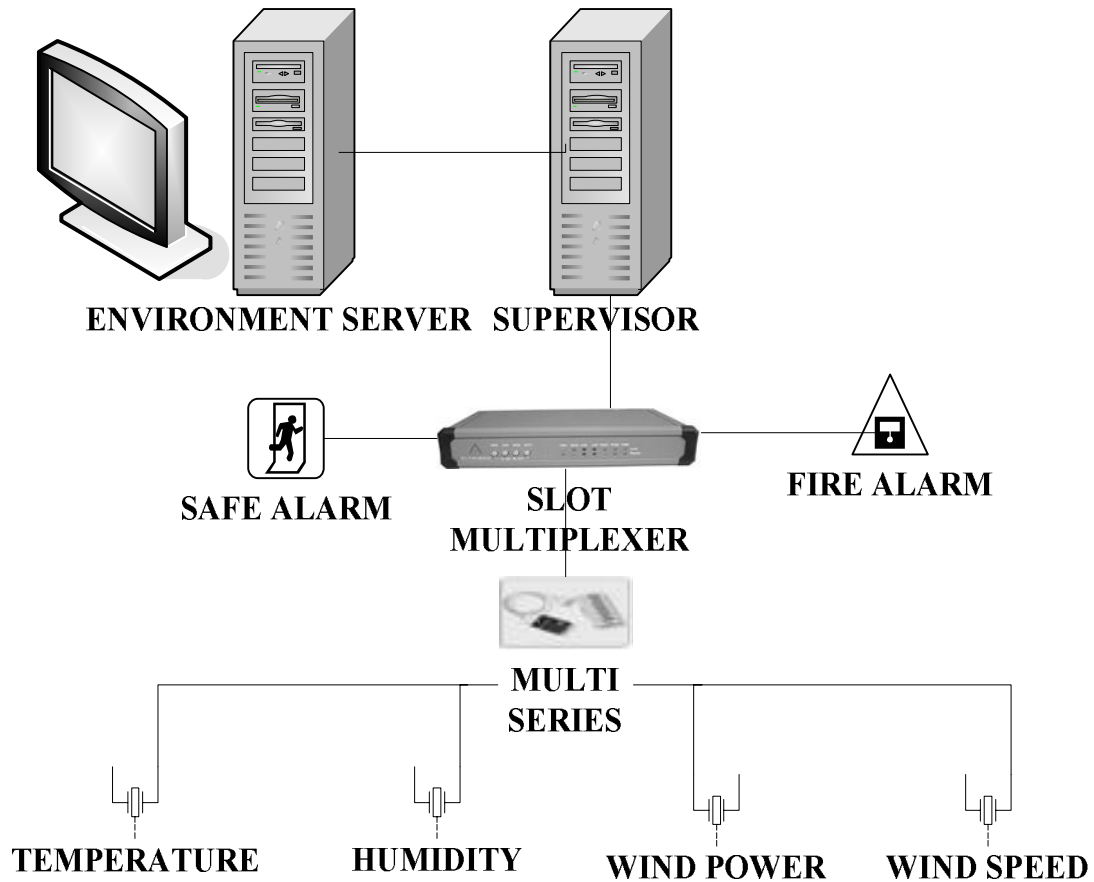 ENVIRONMENT SERVER
SUPERVISOR
SAFE ALARM
SLOT
MULTIPLEXER
FIRE ALARM
MULTI
SERIES
TEMPERATURE
HUMIDITY
WIND POWER
WIND SPEED